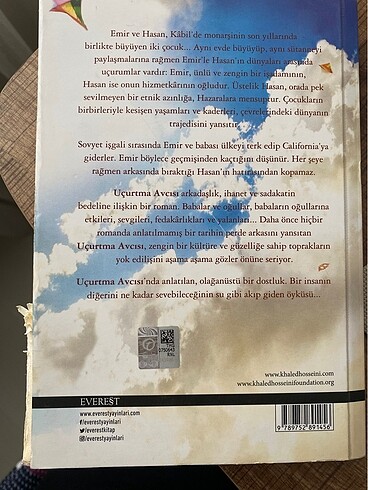 Emir ve Hasan, Kâbil'de monarşinin son yıllarında
birlikte büyüyen iki çocuk... Aynı evde büyüyüp, aynı sütanneyi
paylaşmalarına rağmen Emir'le Hasan'ın dünyaları arasında
uçurumlar vardır: Emir, ünlü ve zengin bir işadamının,
Hasan ise onun hizmetkârının oğludur. Üstelik Hasan, orada pek
sevilmeyen bir etnik azınlığa, Hazaralara mensuptur. Çocukların
birbirleriyle kesişen yaşamları ve kaderleri, çevrelerindeki dünyanın
trajedisini yansıtır...
Sovyet işgali sırasında Emir ve babası ülkeyi terk edip California'ya
giderler. Emir böylece geçmişinden kaçtığını düşünür. Her şeye
rağmen arkasında bıraktığı Hasan'ın hatırasından kopamaz.
Uçurtma Avcısı arkadaşlık, ihanet ve sadakatin
bedeline ilişkin bir roman. Babalar ve oğullar, babaların oğullarına
etkileri, sevgileri, fedakârlıkları ve yalanları... Daha önce hiçbir
romanda anlatılmamış bir tarihin perde arkasını yansıtan
Uçurtma Avcısı, zengin bir kültüre ve güzelliğe sahip toprakların
yok edilişini aşama aşama gözler önüne seriyor.
Uçurtma Avcısı'nda anlatılan, olağanüstü bir dostluk. Bir insanın
diğerini ne kadar sevebileceğinin su gibi akıp giden öyküsü...
www.khaledhosseini.com
www.khaledhosseinifoundation.org
EVEREST
www.everestyayinlari.com
/everestyayinlari
/everestkitap
/everestyayinlari
9 789752 891456